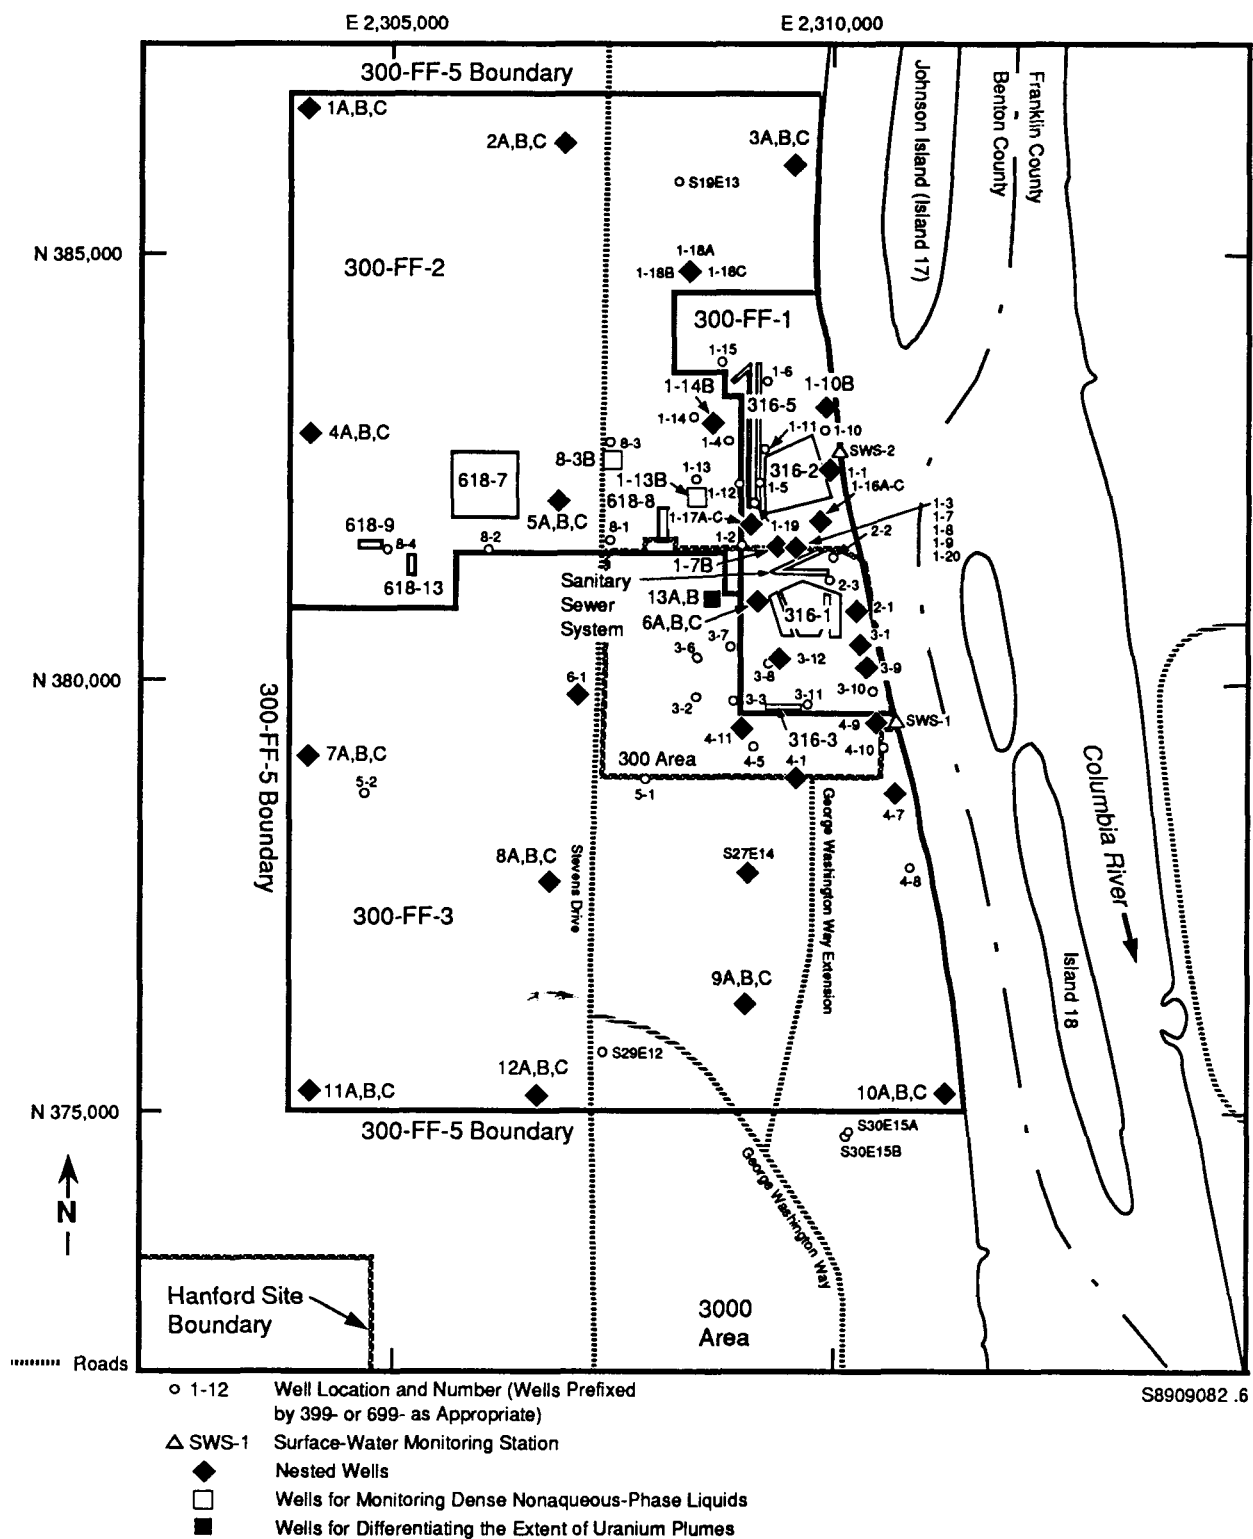 E 2,305,000
E 2,310,000
300-FF-5 Boundary
1A,B,C
2A,B,C
3A,B,C
S19E13
Johnson Island (Island 17)
Franklin County
Benton County
N 385,000
300-FF-2
1-18A
1-18B
1-18C
300-FF-1
1-15
1-6
1-14B
316-5
1-10B
1-14
1-11
1-10
4A,B,C
8-3
1-4
SWS-2
8-3B
1-13
316-2
1-1
618-7
1-13B
1-12
1-5
1-16A-C
618-8
1-3
1-7
1-8
1-9
1-20
5A,B,C
1-17A-C
1-19
2-2
618-9
8-4
8-2
8-1
1-2
1-7B
618-13
Sanitary
Sewer
System
2-3
13A,B
6A,B,C
316-1
2-1
3-7
3-1
3-6
3-12
3-8
3-9
N 380,000
6-1
3-10
3-2
3-3
3-11
4-11
316-3
4-9
SWS-1
300-FF-5 Boundary
7A,B,C
300 Area
4-5
4-1
4-10
5-2
5-1
4-7
Columbia River
George Washington Way Extension
Stevens Drive
8A,B,C
S27E14
4-8
300-FF-3
Island 18
9A,B,C
S29E12
12A,B,C
11A,B,C
10A,B,C
N 375,000
300-FF-5 Boundary
S30E15A
S30E15B
George Washington Way
N
Hanford Site
Boundary
3000
Area
Roads
1-12 Well Location and Number (Wells Prefixed
by 399- or 699- as Appropriate)
S8909082 .6
SWS-1 Surface-Water Monitoring Station
Nested Wells
Wells for Monitoring Dense Nonaqueous-Phase Liquids
Wells for Differentiating the Extent of Uranium Plumes